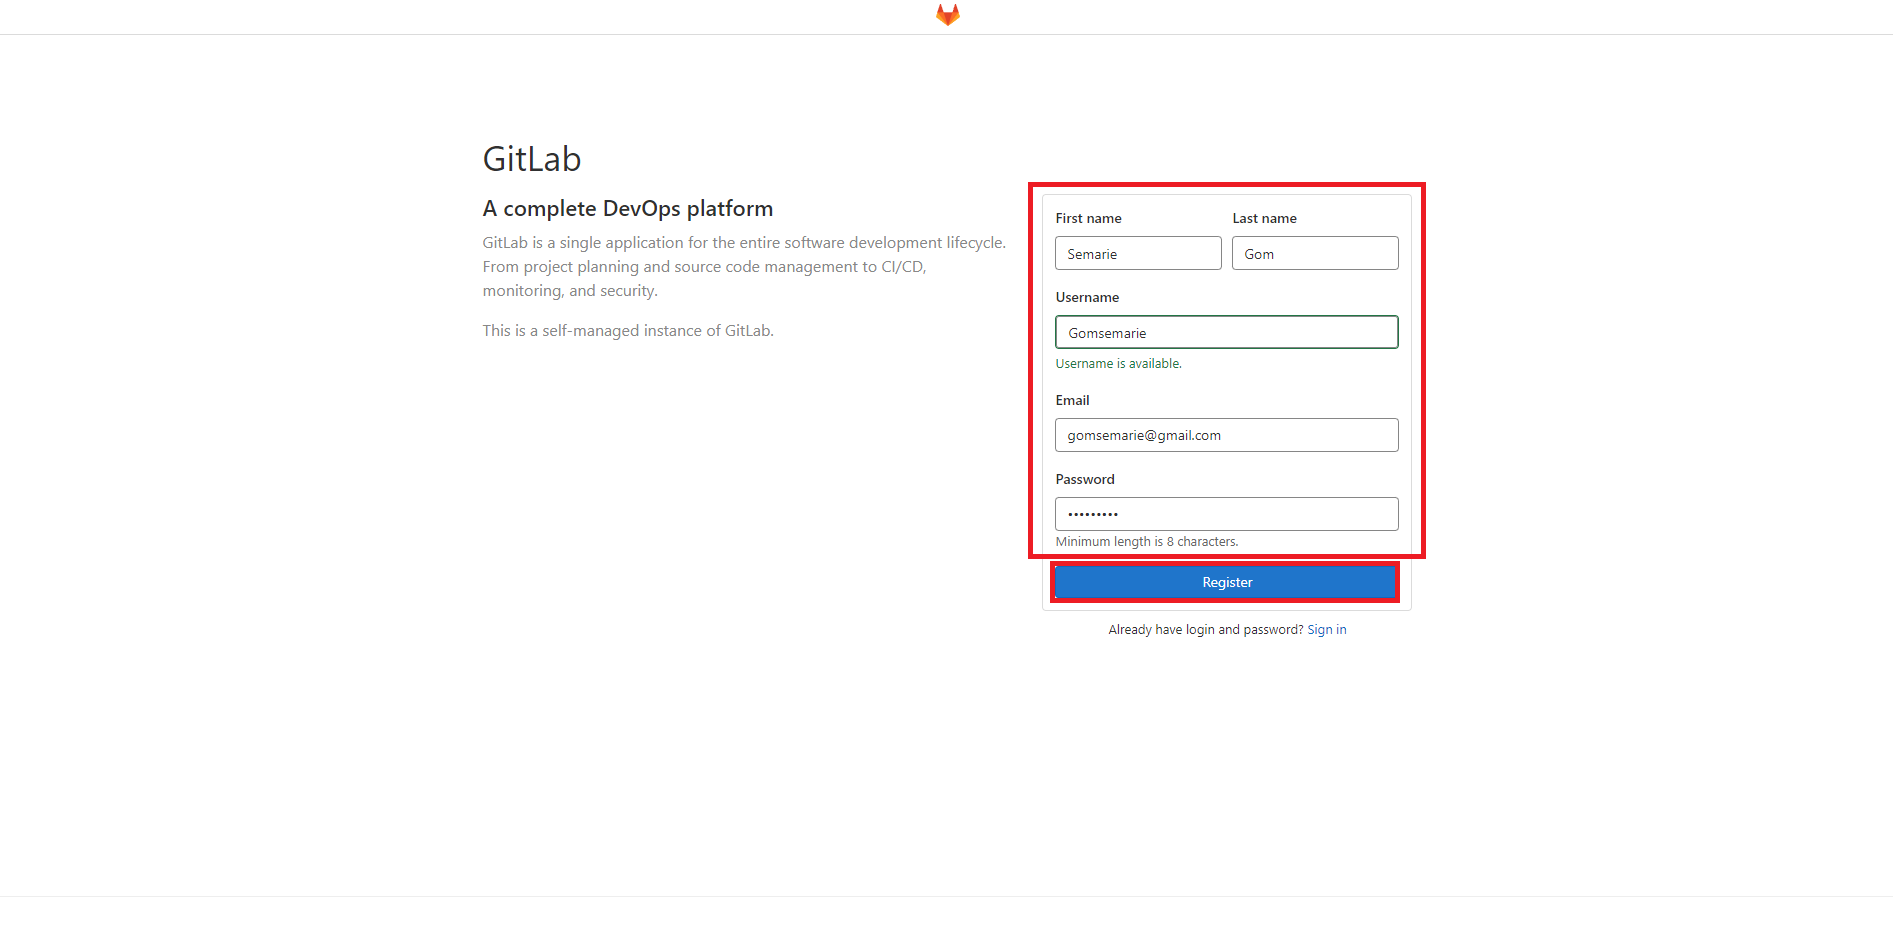 GitLab
A complete DevOps platform
GitLab is a single application for the entire software development lifecycle.
From project planning and source code management to CI/CD,
monitoring, and security.
This is a self-managed instance of GitLab.
First name Last name
Semarie Gom
Username
Gomsemarie
Username is available.
Email
gomsemarie@gmail.com
Password
•••••••••
Minimum length is 8 characters.
Register
Already have login and password? Sign in